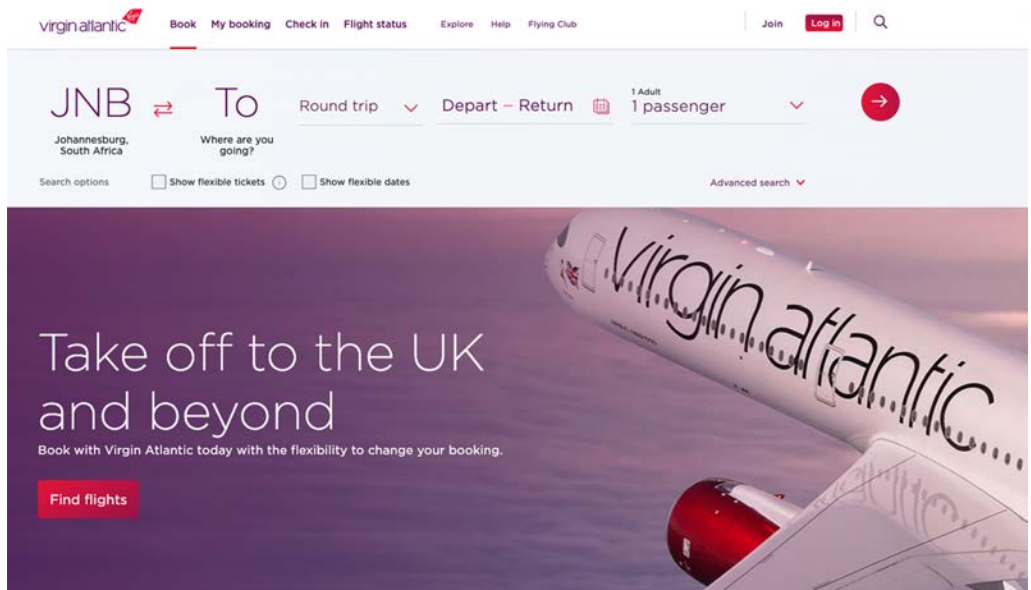 virgin atlantic
Book My booking Check in Flight status Explore Help Flying Club Join Log in
JNB To Round trip Depart – Return 1 Adult
1 passenger
Johannesburg, Where are you
South Africa going?
Search options Show flexible tickets Show flexible dates Advanced search
virgin atlantic
Take off to the UK
and beyond
Book with Virgin Atlantic today with the flexibility to change your booking.
Find flights